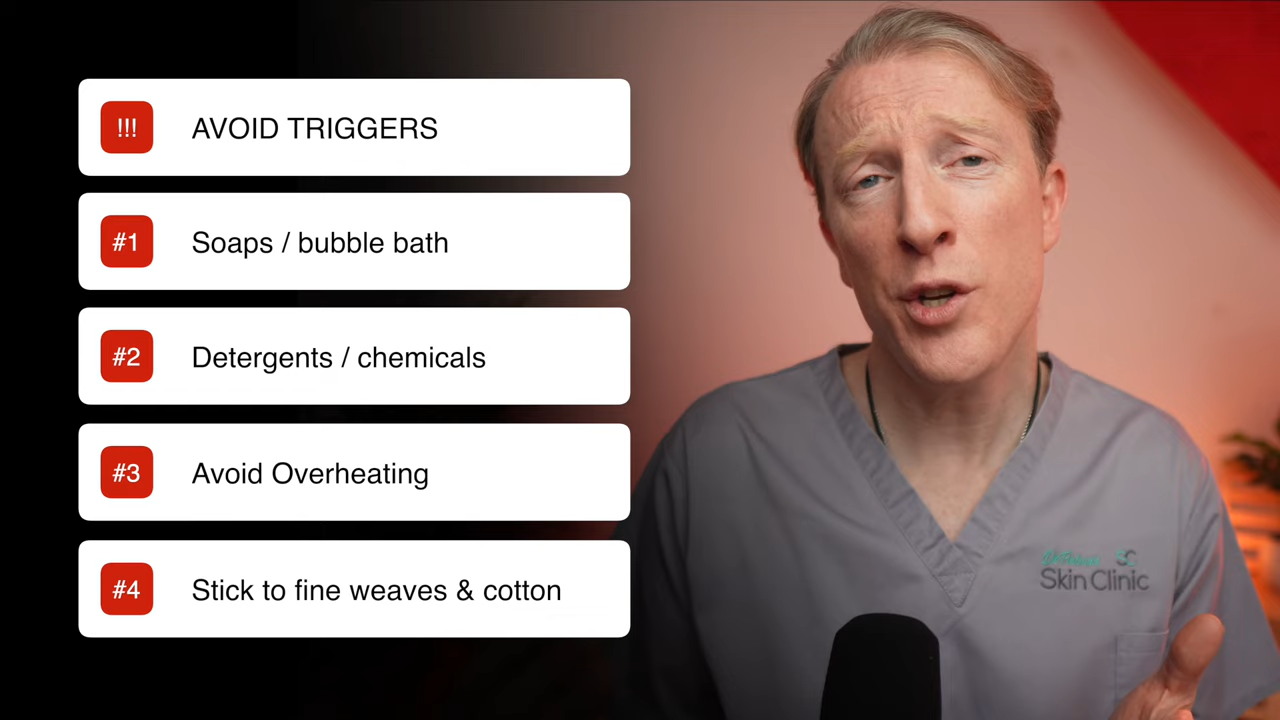 !!! AVOID TRIGGERS
#1 Soaps / bubble bath
#2 Detergents / chemicals
#3 Avoid Overheating
#4 Stick to fine weaves & cotton
SC
Skin Clinic